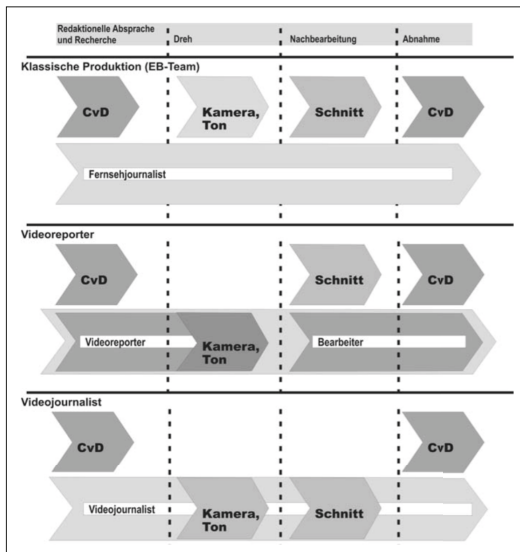 Redaktionelle Absprache
und Recherche
Dreh
Nachbearbeitung
Abnahme
Klassische Produktion (EB-Team)
CvD
Kamera,
Ton
Schnitt
CvD
Fernsehjournalist
Videoreporter
CvD
Schnitt
CvD
Videoreporter
Kamera,
Ton
Bearbeiter
Videojournalist
CvD
CvD
Videojournalist
Kamera,
Ton
Schnitt